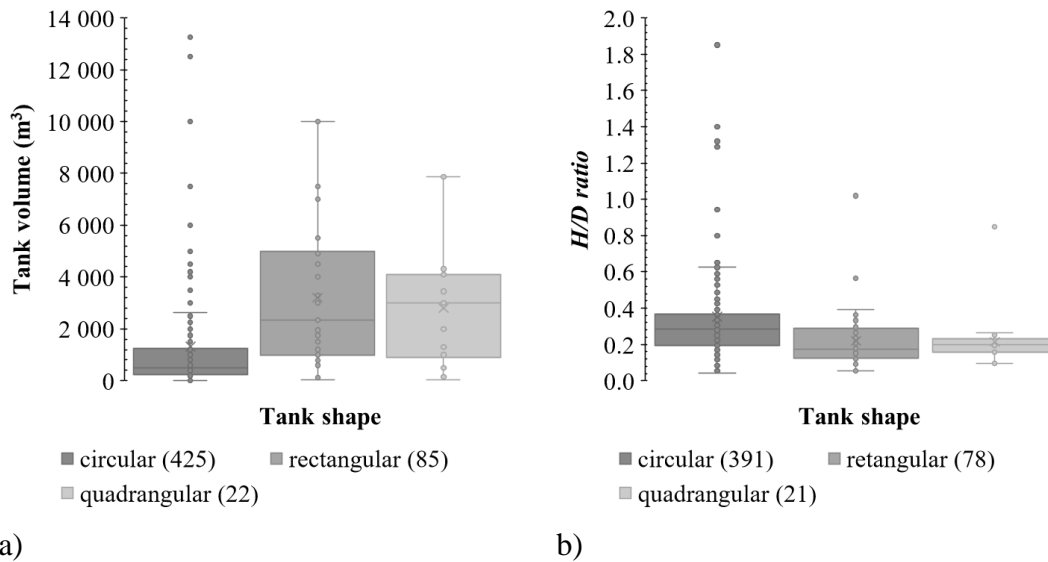 Tank volume (m³)
14 000
12 000
10 000
8 000
6 000
4 000
2 000
0
Tank shape
circular (425)
rectangular (85)
quadrangular (22)
a)
H/D ratio
2.0
1.8
1.6
1.4
1.2
1.0
0.8
0.6
0.4
0.2
0.0
Tank shape
circular (391)
retangular (78)
quadrangular (21)
b)